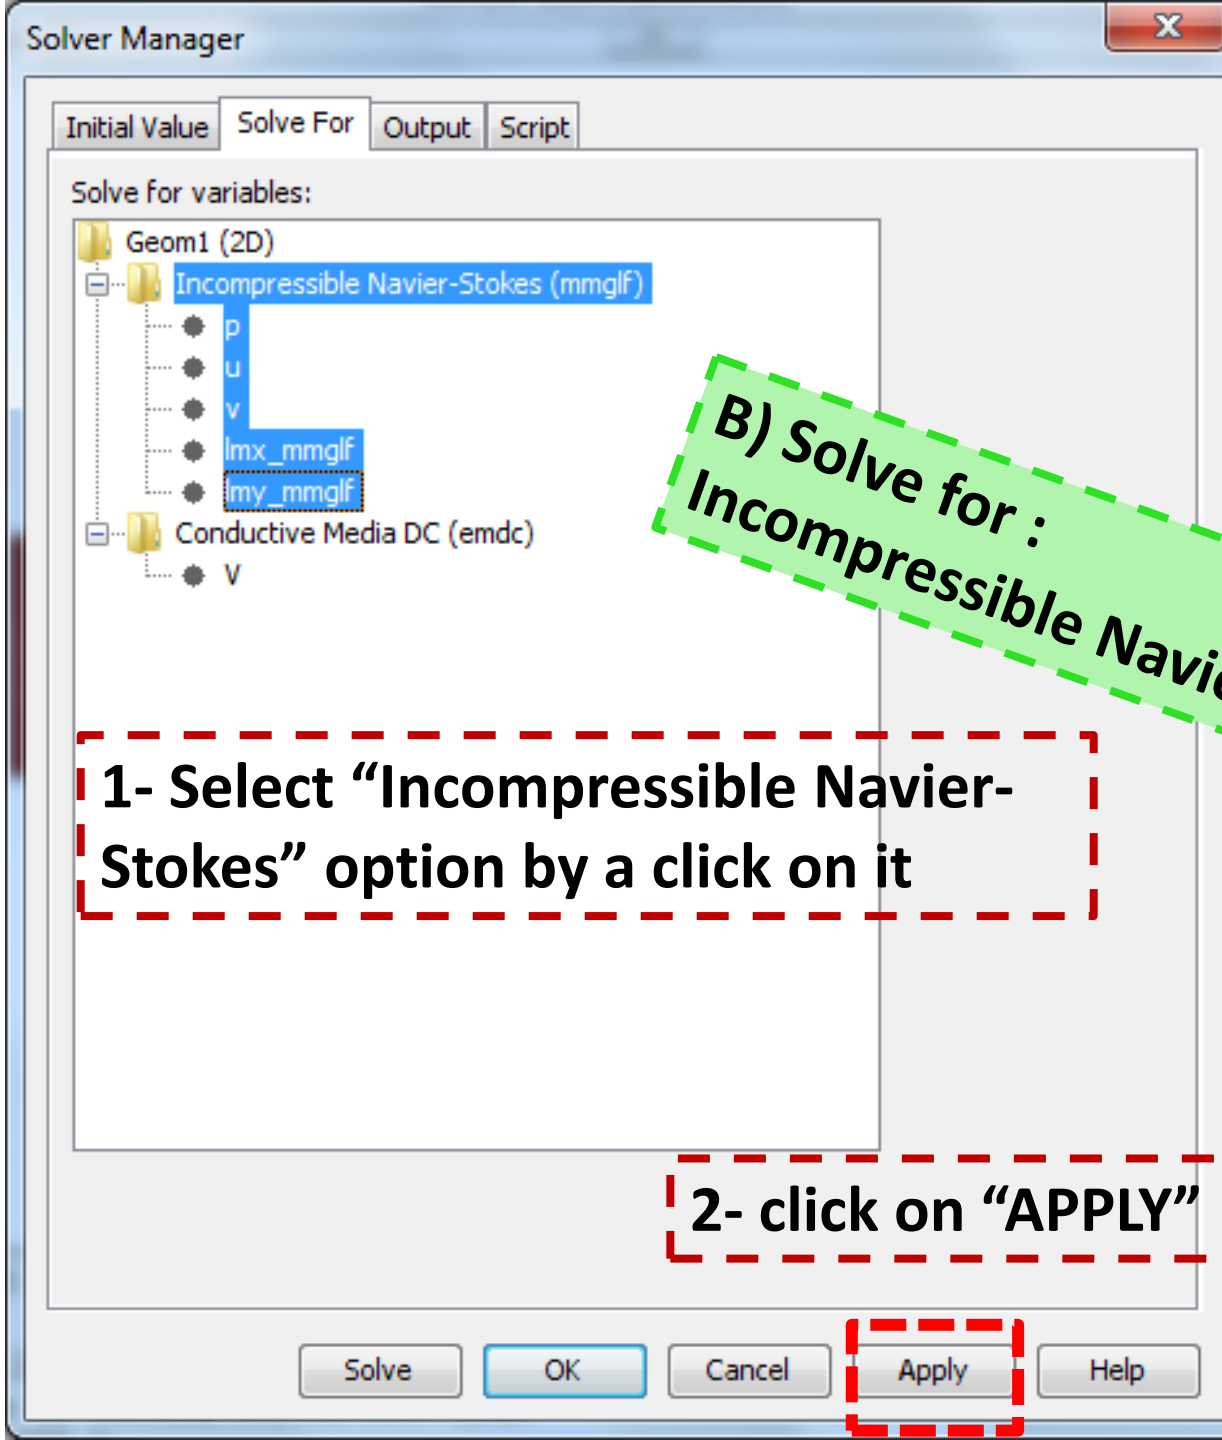 Solver Manager
Initial Value Solve For Output Script
Solve for variables:
Geom1 (2D)
Incompressible Navier-Stokes (mmglf)
p
u
v
lmx_mmglf
lmy_mmglf
Conductive Media DC (emdc)
V
B) Solve for :
Incompressible Navie
1- Select “Incompressible Navier-
Stokes” option by a click on it
2- click on “APPLY”
Solve OK Cancel Apply Help